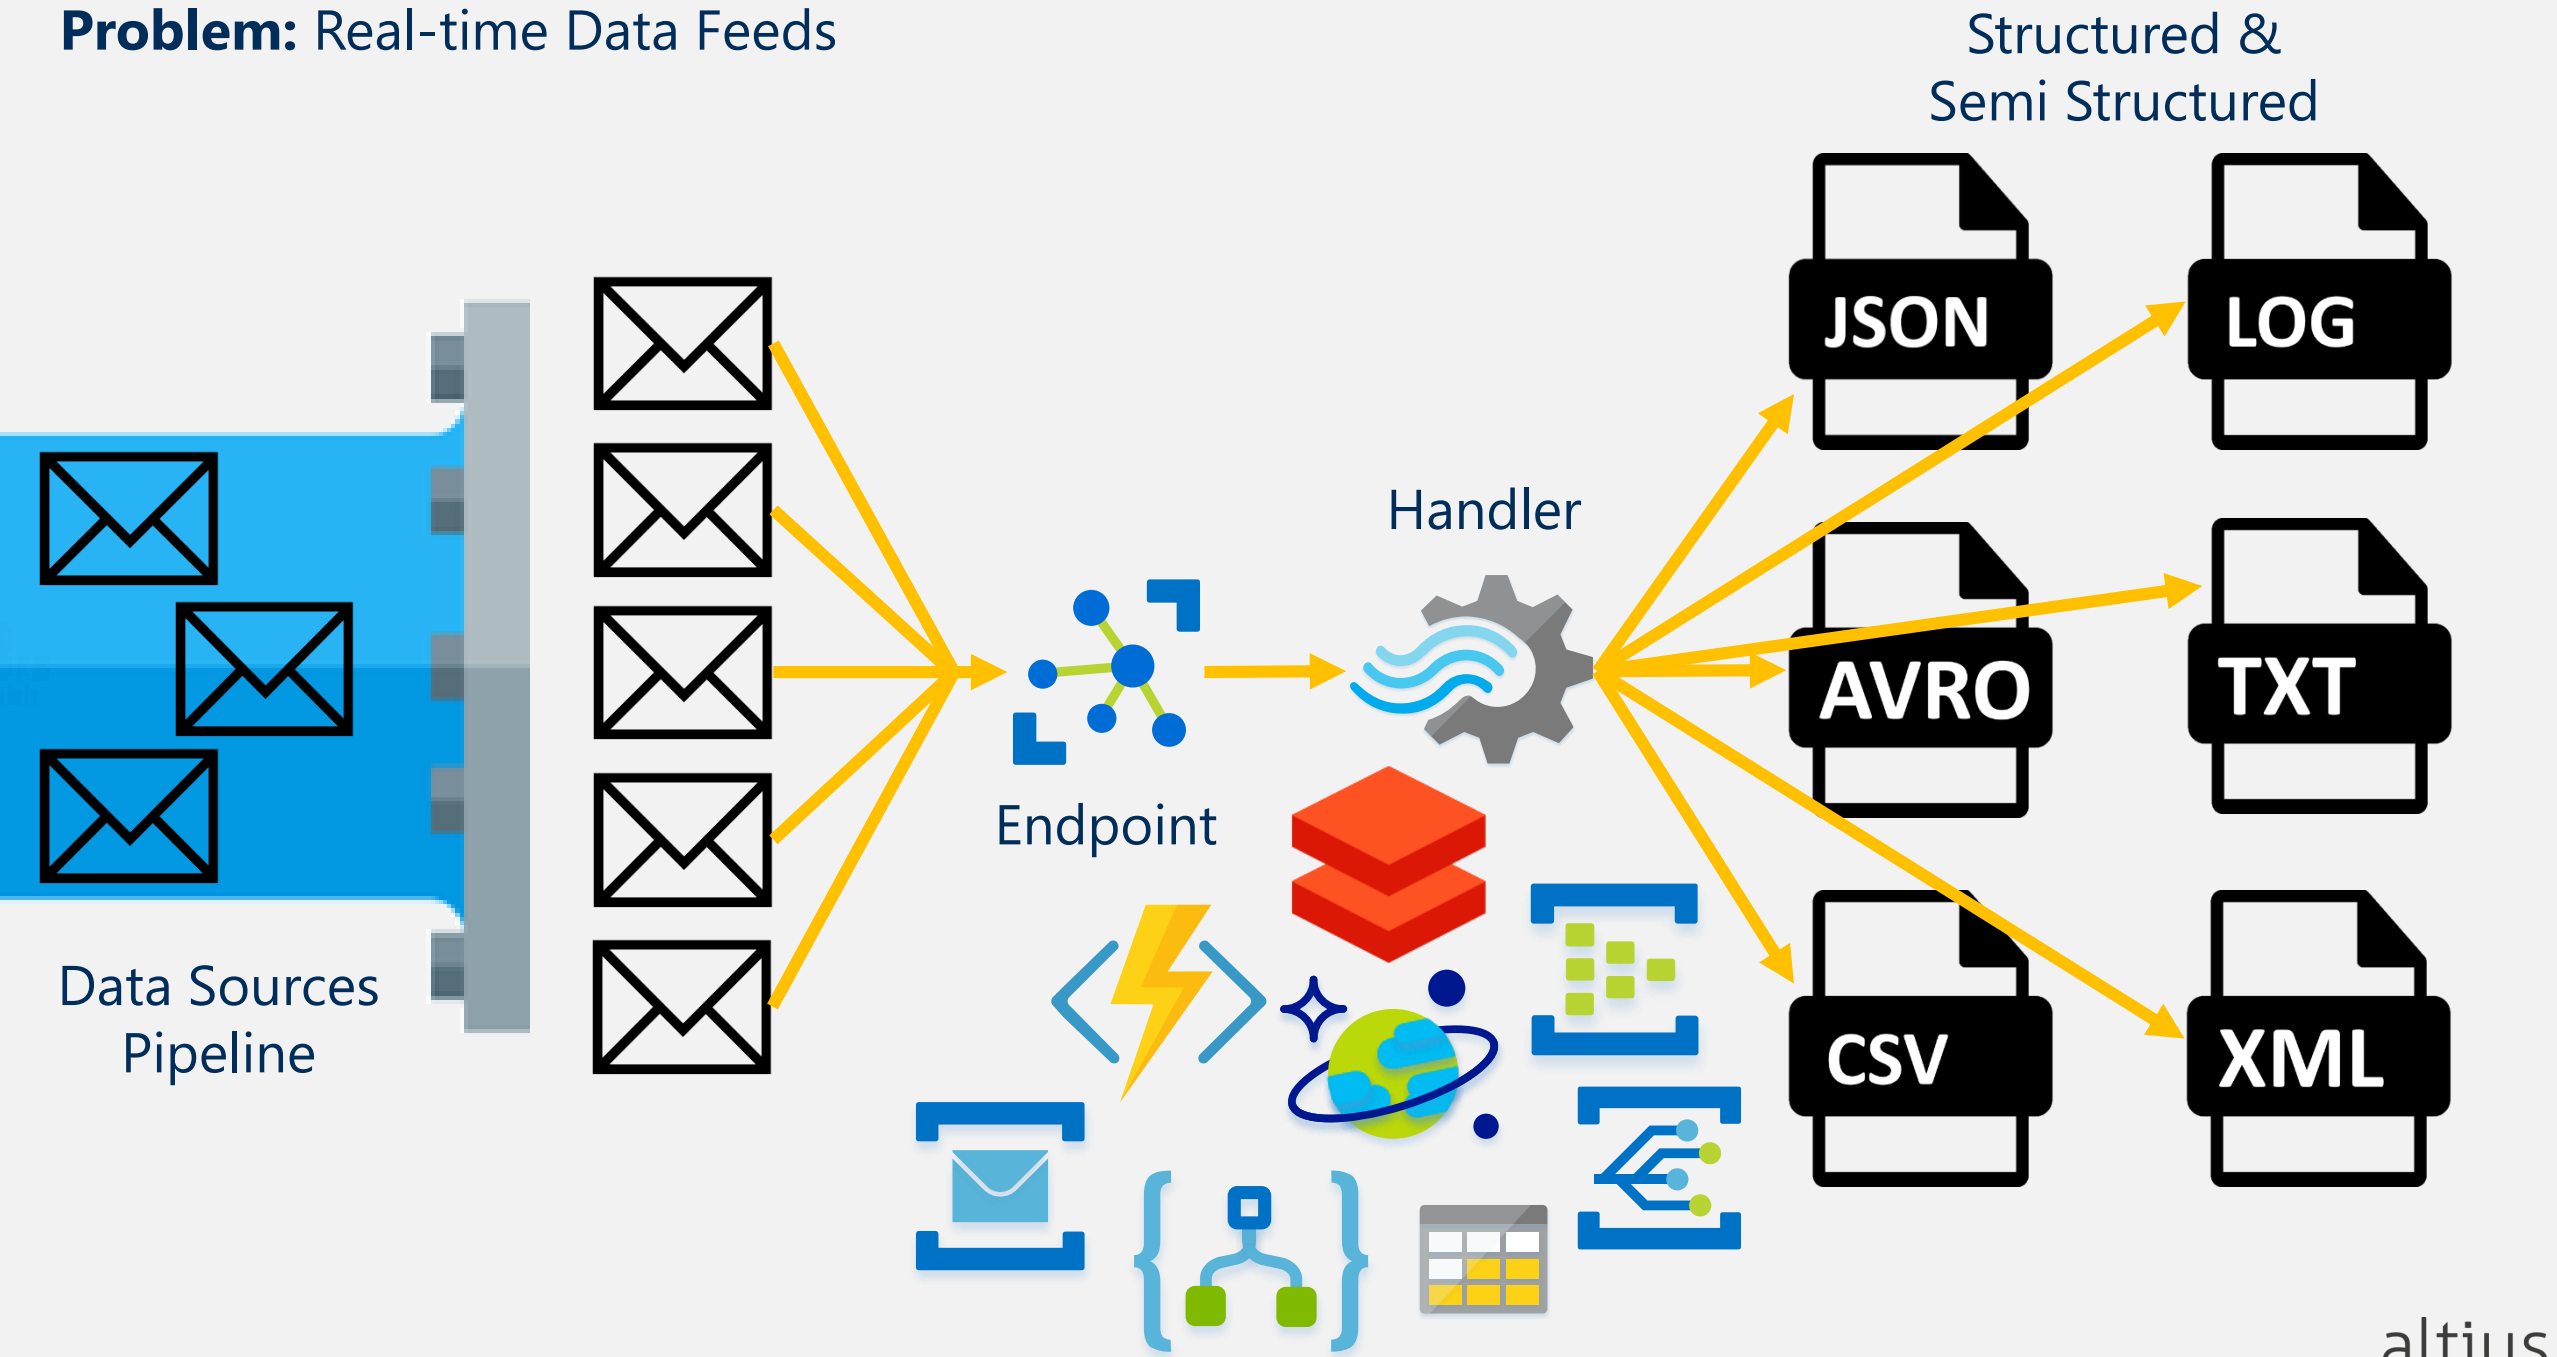 Problem: Real-time Data Feeds
Structured &
Semi Structured
JSON
LOG
Handler
AVRO
TXT
Endpoint
Data Sources
Pipeline
CSV
XML
altius